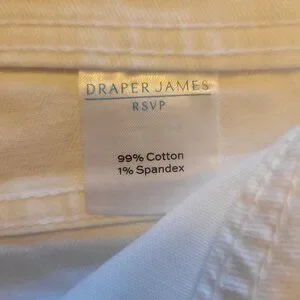 DRAPER JAMES
RSVP
99% Cotton
1% Spandex